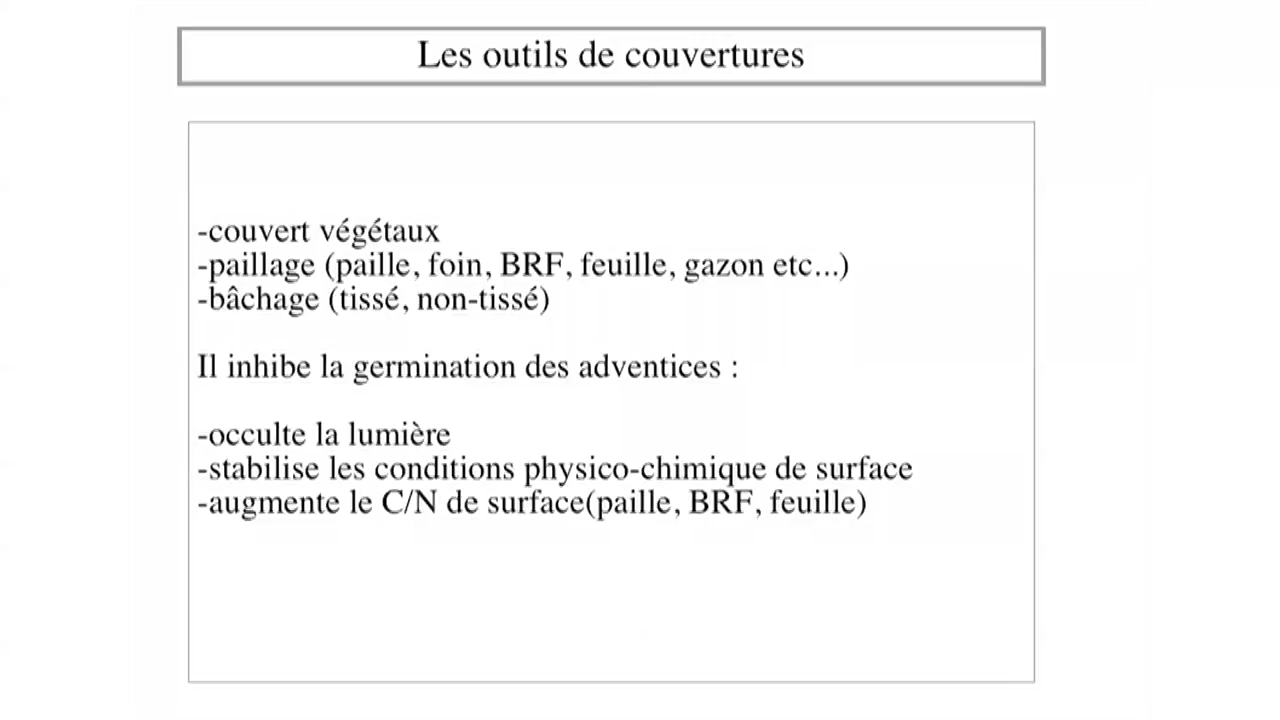 Les outils de couvertures
-couvert végétaux
-paillage (paille, foin, BRF, feuille, gazon etc...)
-bâchage (tissé, non-tissé)
Il inhibe la germination des adventices :
-occulte la lumière
-stabilise les conditions physico-chimique de surface
-augmente le C/N de surface(paille, BRF, feuille)